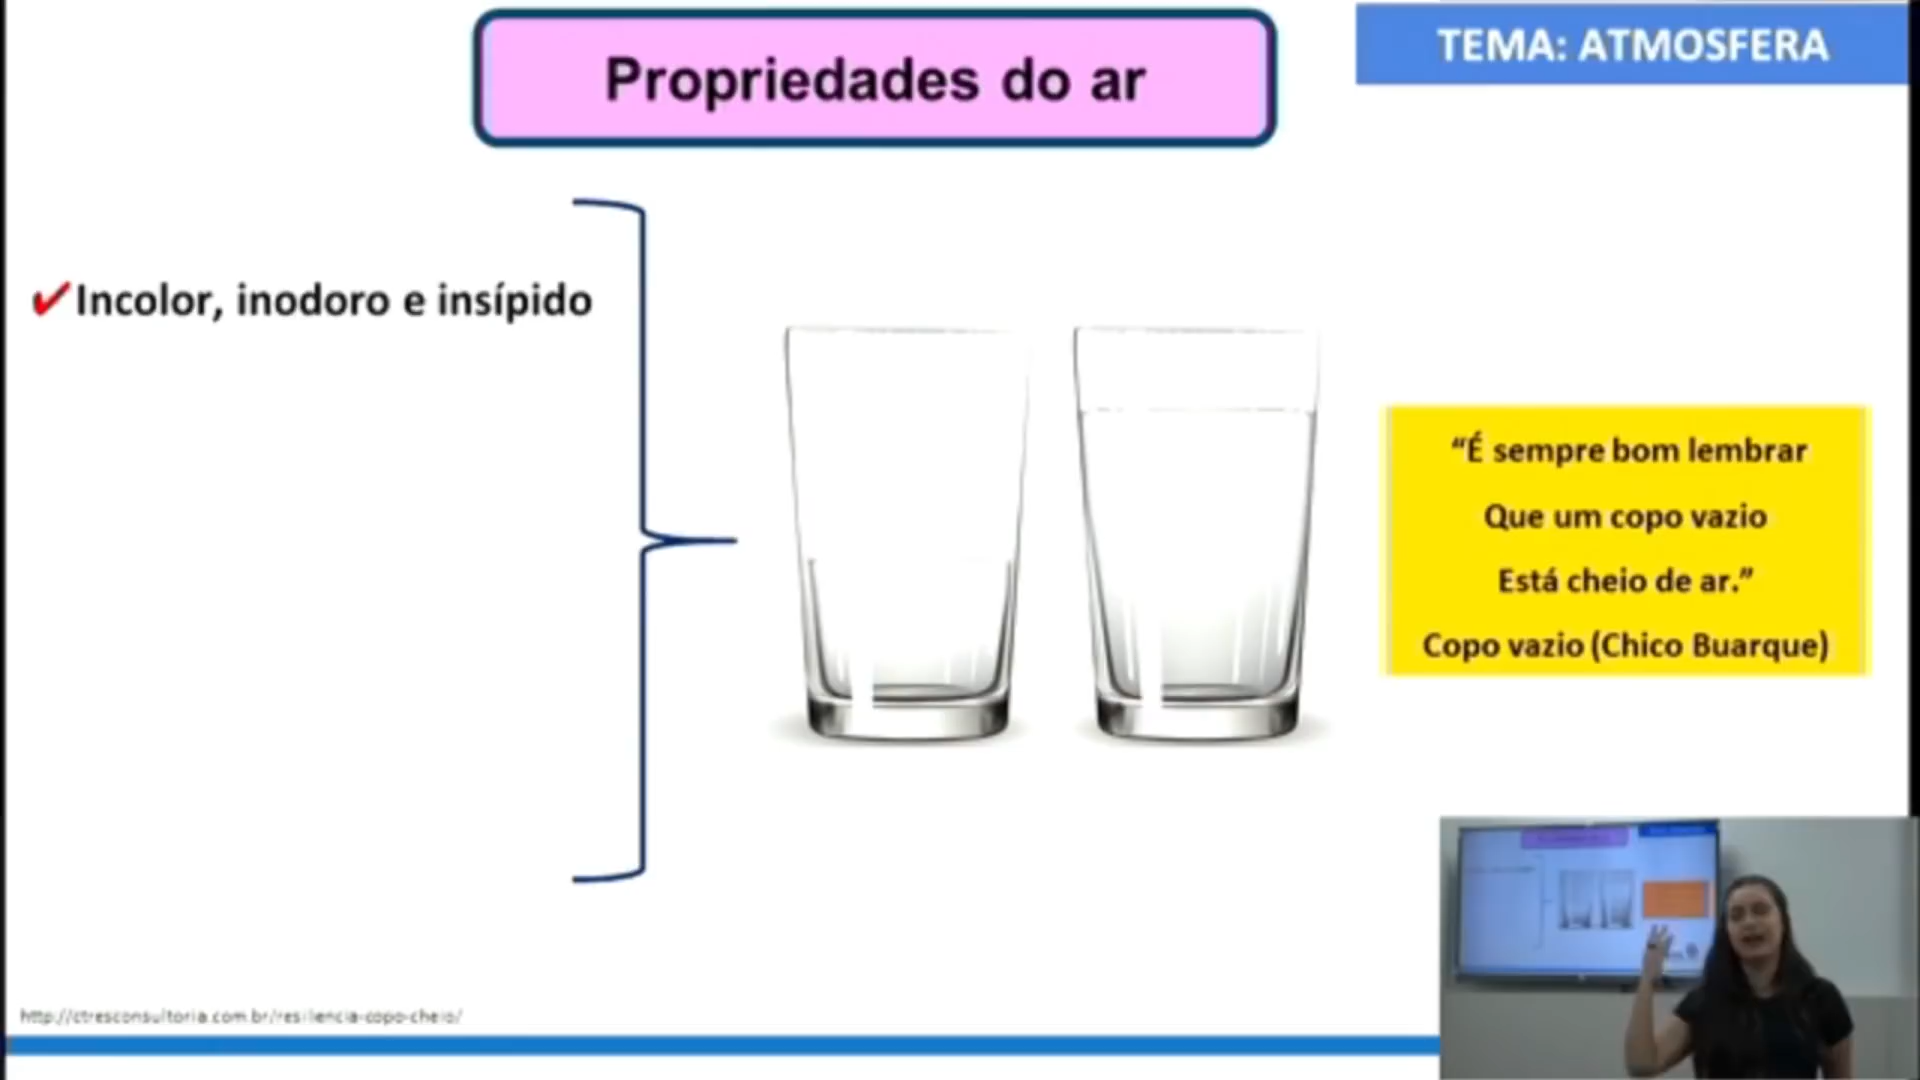 Propriedades do ar
TEMA: ATMOSFERA
Incolor, inodoro e insípido
“É sempre bom lembrar
Que um copo vazio
Está cheio de ar.”
Copo vazio (Chico Buarque)
http://ctresconsultoria.com.br/resiliencia-copo-cheio/